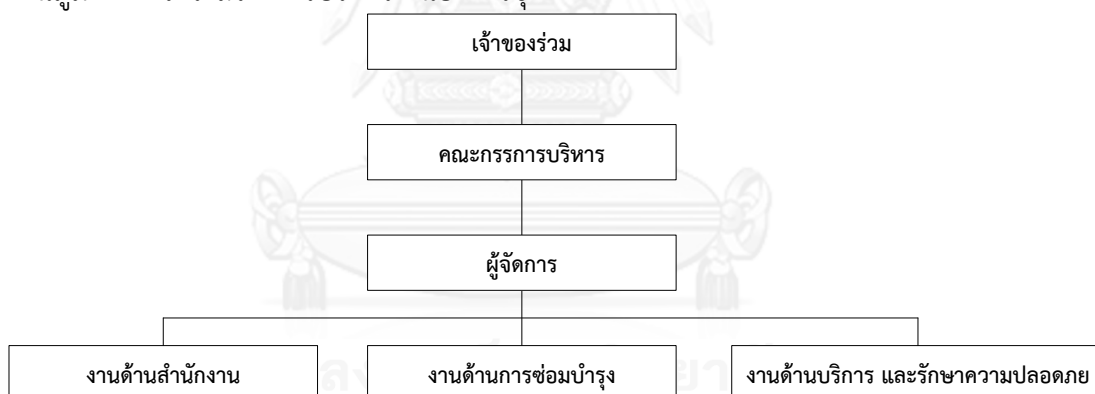 เจ้าของร่วม
คณะกรรการบริหาร
ผู้จัดการ
งานด้านสำนักงาน
งานด้านการซ่อมบำรุง
งานด้านบริการ และรักษาความปลอดภย